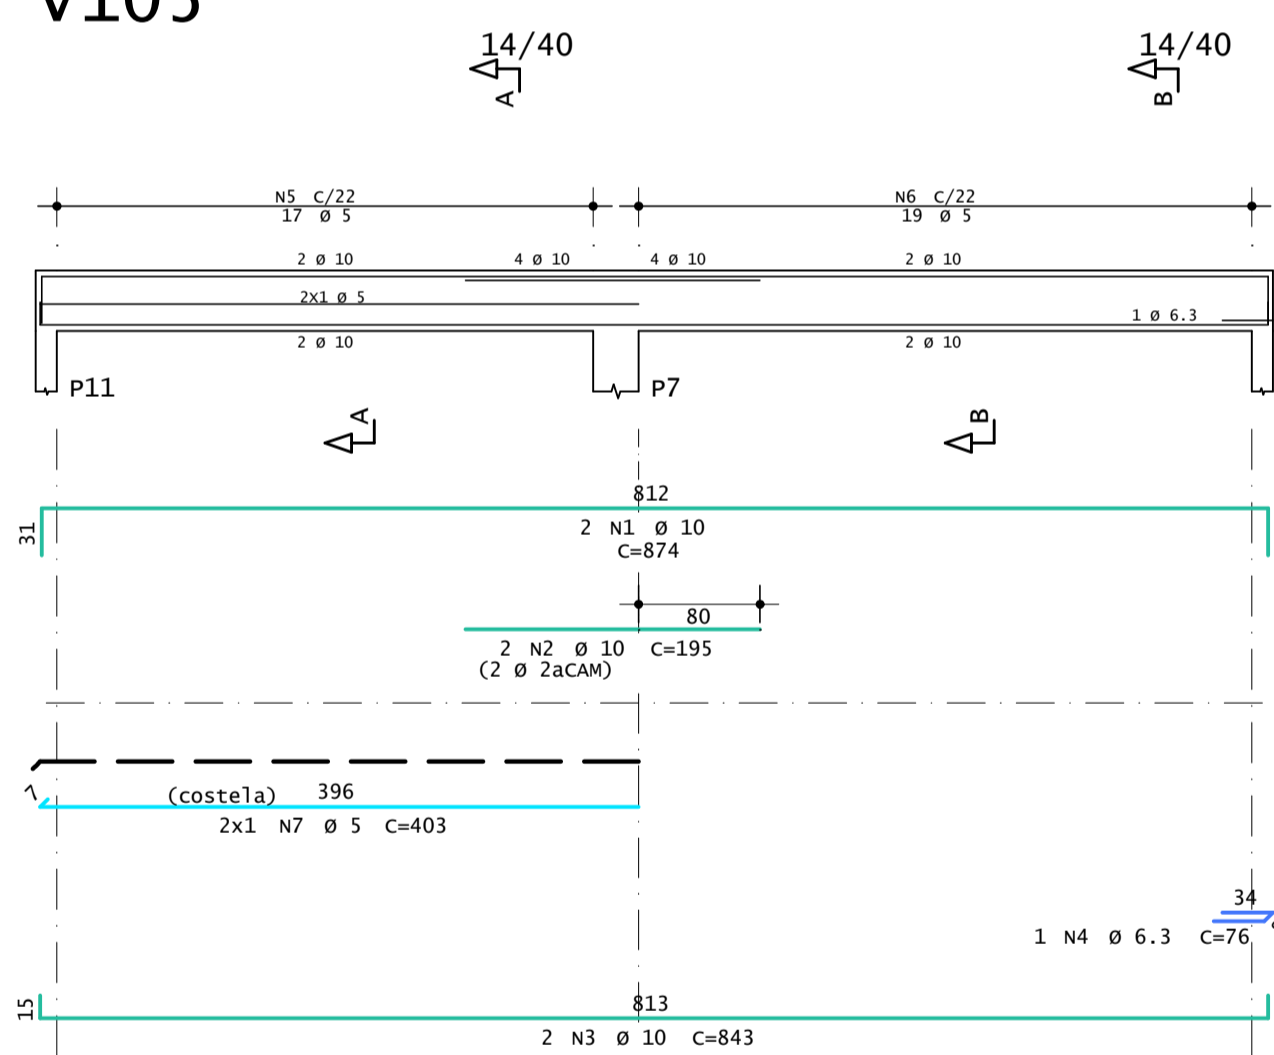 V105
14/40 14/40
A B
N5 C/22 N6 C/22
17 Ø 5 19 Ø 5
2 Ø 10 4 Ø 10 4 Ø 10 2 Ø 10
2x1 Ø 5
1 Ø 6.3
2 Ø 10 2 Ø 10
P11 P7
A B
812
31
2 N1 Ø 10
C=874
80
2 N2 Ø 10 C=195
(2 Ø 2aCAM)
7
(costela) 396
2x1 N7 Ø 5 C=403
34
1 N4 Ø 6.3 C=76
15
813
2 N3 Ø 10 C=843